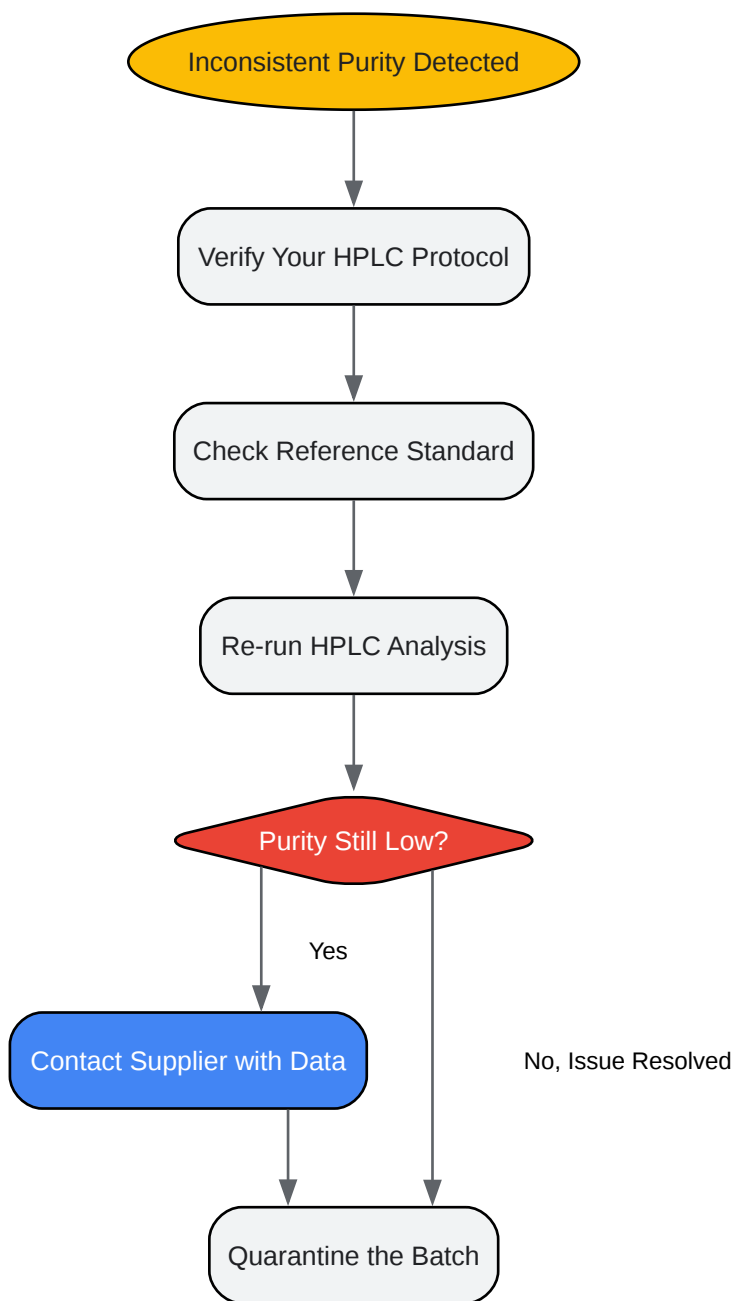 Inconsistent Purity Detected
Verify Your HPLC Protocol
Check Reference Standard
Re-run HPLC Analysis
Purity Still Low?
Yes
Contact Supplier with Data
No, Issue Resolved
Quarantine the Batch